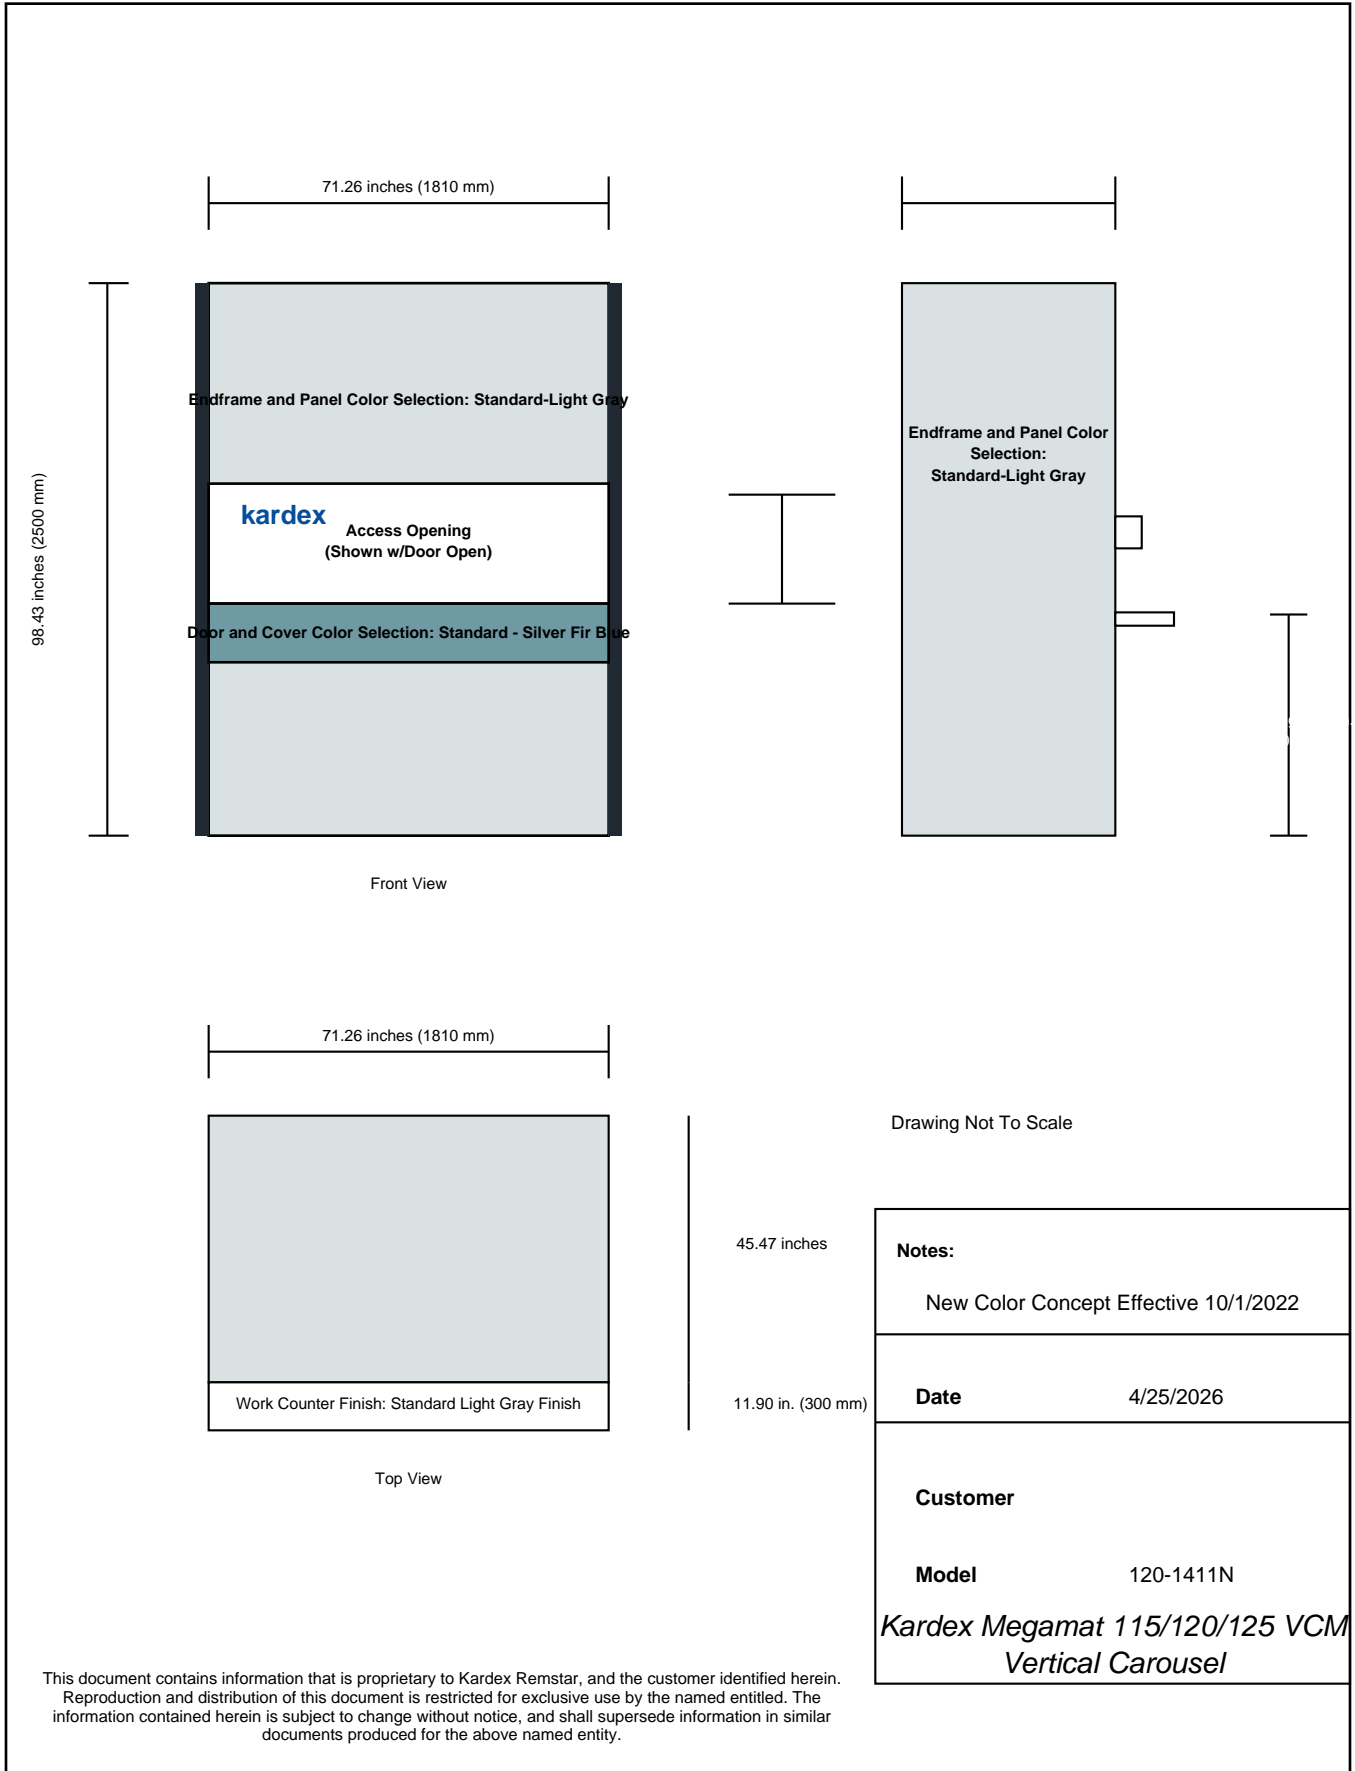 71.26 inches (1810 mm)
98.43 inches (2500 mm)
Endframe and Panel Color Selection: Standard-Light Gray
kardex
Access Opening
(Shown w/Door Open)
Door and Cover Color Selection: Standard - Silver Fir Blue
Front View
Endframe and Panel Color
Selection:
Standard-Light Gray
71.26 inches (1810 mm)
45.47 inches
Work Counter Finish: Standard Light Gray Finish
11.90 in. (300 mm)
Top View
Drawing Not To Scale
Notes:
New Color Concept Effective 10/1/2022
Date 4/25/2026
Customer
Model 120-1411N
Kardex Megamat 115/120/125 VCM
Vertical Carousel
This document contains information that is proprietary to Kardex Remstar, and the customer identified herein.
Reproduction and distribution of this document is restricted for exclusive use by the named entitled. The
information contained herein is subject to change without notice, and shall supersede information in similar
documents produced for the above named entity.